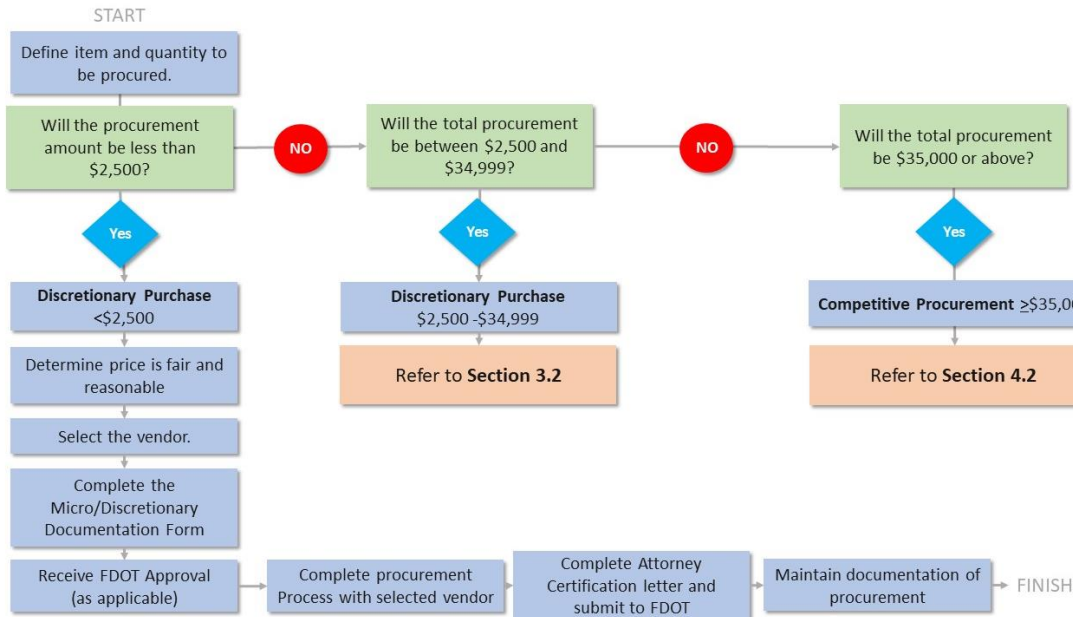 START
Define item and quantity to
be procured.
Will the procurement
amount be less than
$2,500?
NO
Will the total procurement
be between $2,500 and
$34,999?
NO
Will the total procurement
be $35,000 or above?
Yes
Yes
Yes
Discretionary Purchase
<$2,500
Discretionary Purchase
$2,500 -$34,999
Competitive Procurement ≥$35,00
Determine price is fair and
reasonable
Refer to Section 3.2
Refer to Section 4.2
Select the vendor.
Complete the
Micro/Discretionary
Documentation Form
Receive FDOT Approval
(as applicable)
Complete procurement
Process with selected vendor
Complete Attorney
Certification letter and
submit to FDOT
Maintain documentation of
procurement
FINISH